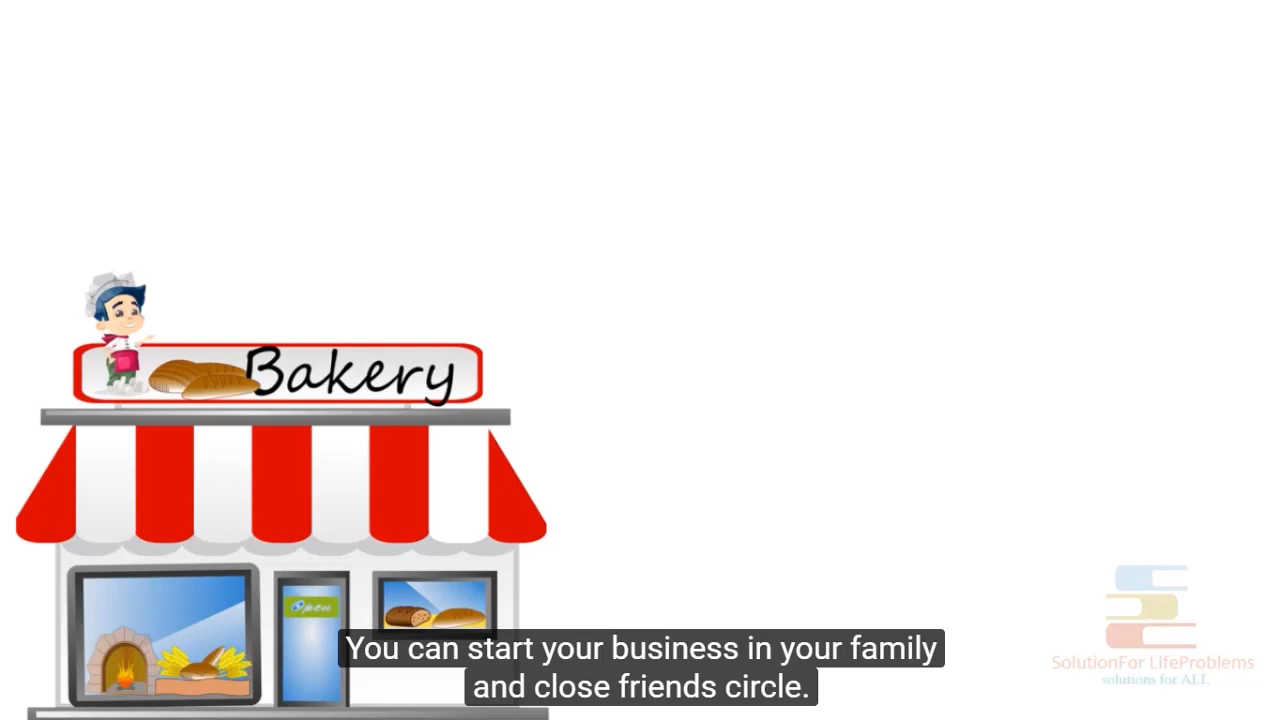 Bakery
Open
You can start your business in your family
and close friends circle.
SolutionFor LifeProblems
solutions for ALL